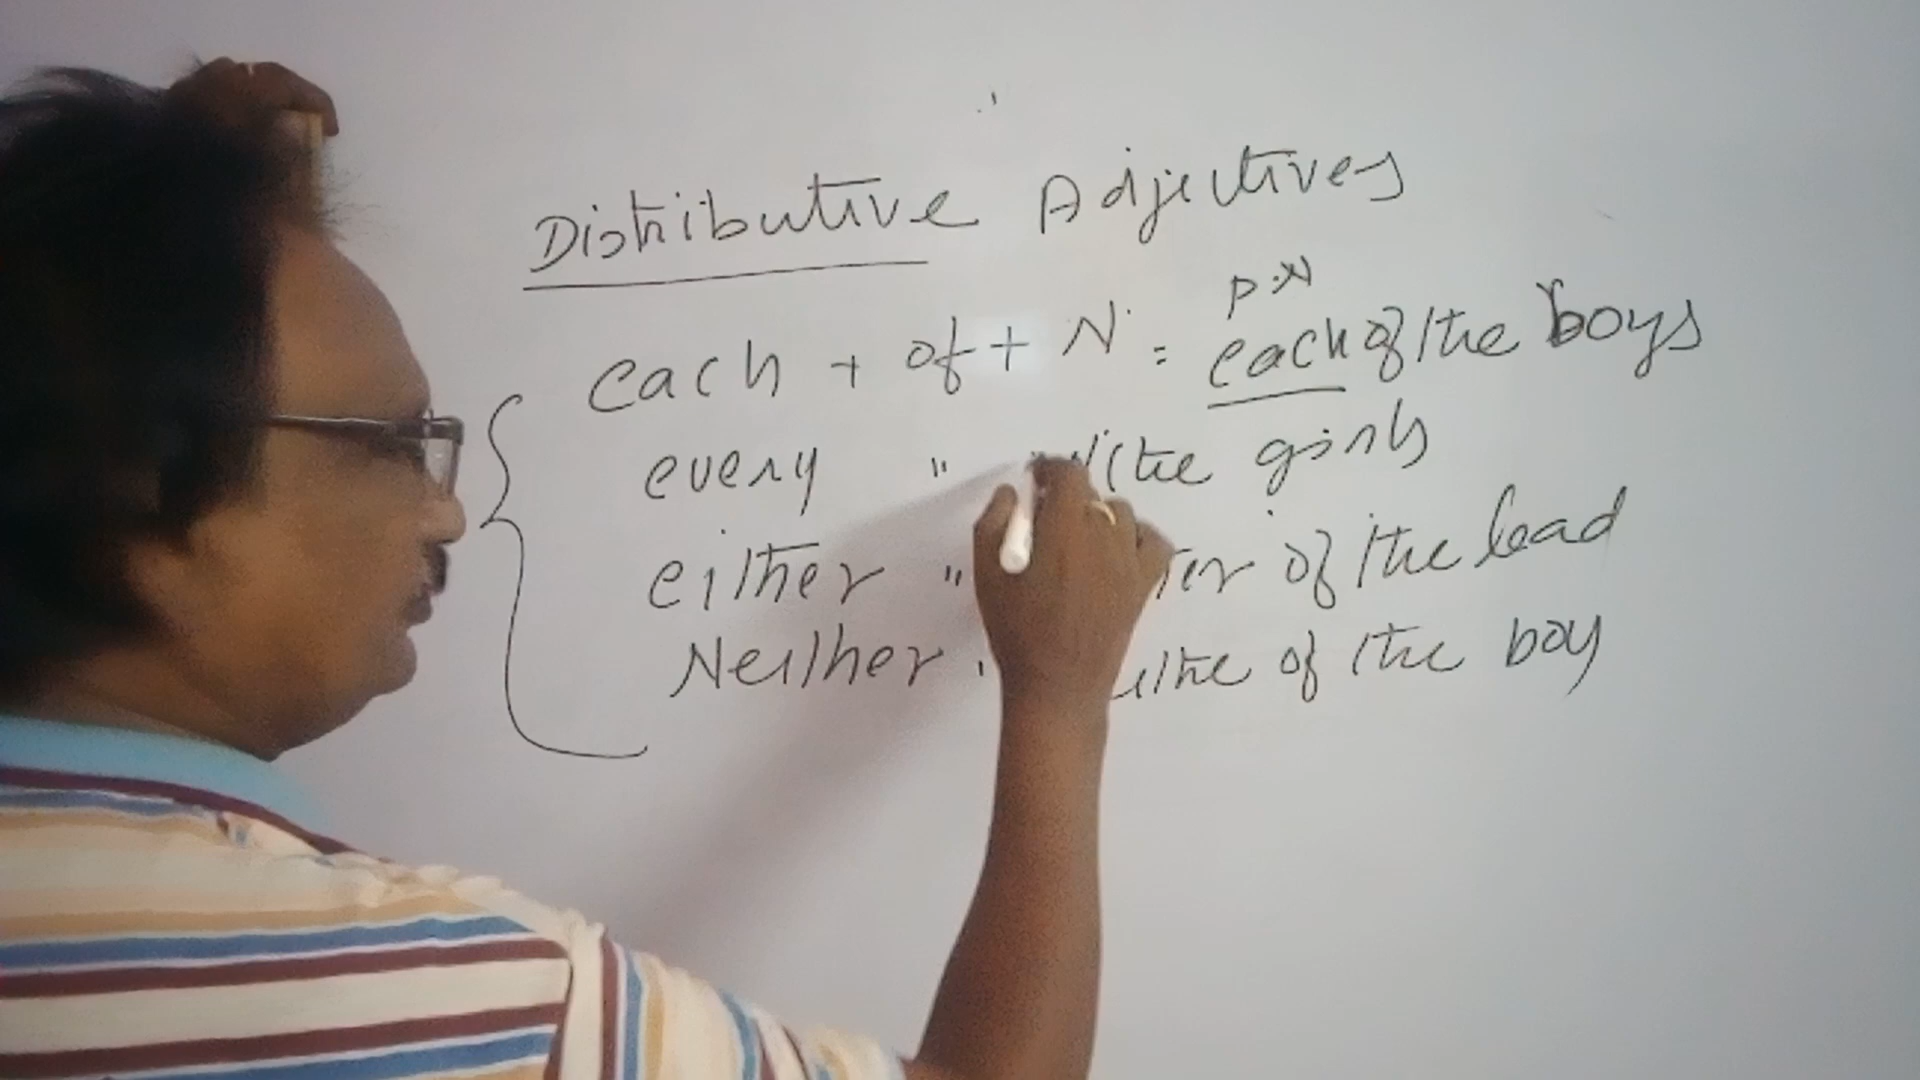 Distributive Adjectives
P.N
each + of + N. = each of the boys
every " the girls
either " of the lead
Neither of the boy